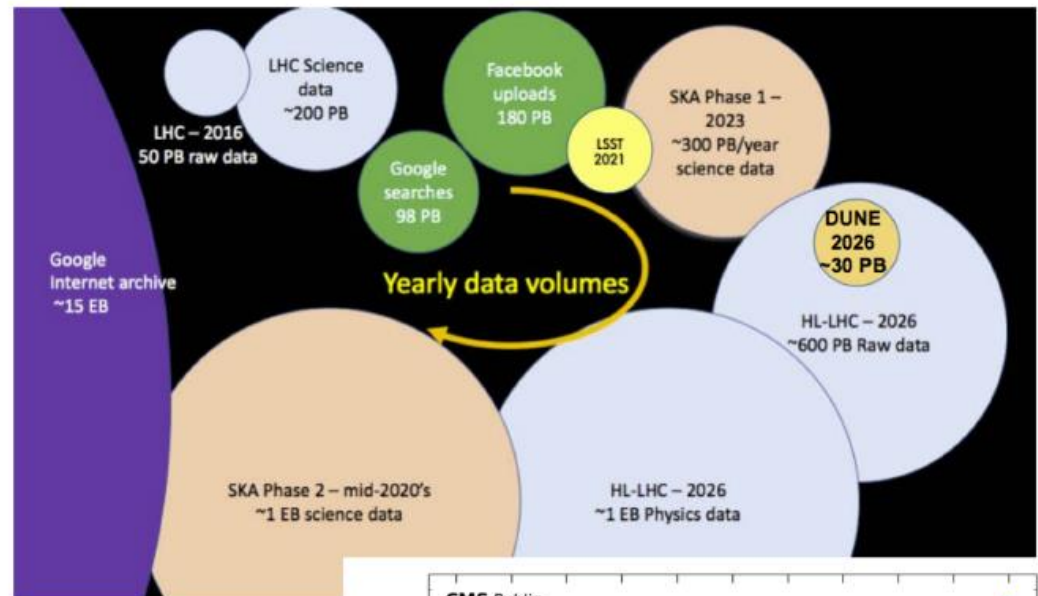 LHC Science
data
~200 PB
LHC – 2016
50 PB raw data
Facebook
uploads
180 PB
Google
searches
98 PB
LSST
2021
SKA Phase 1 –
2023
~300 PB/year
science data
DUNE
2026
~30 PB
HL-LHC – 2026
~600 PB Raw data
Google
Internet archive
~15 EB
Yearly data volumes
SKA Phase 2 – mid-2020's
~1 EB science data
HL-LHC – 2026
~1 EB Physics data
CMS